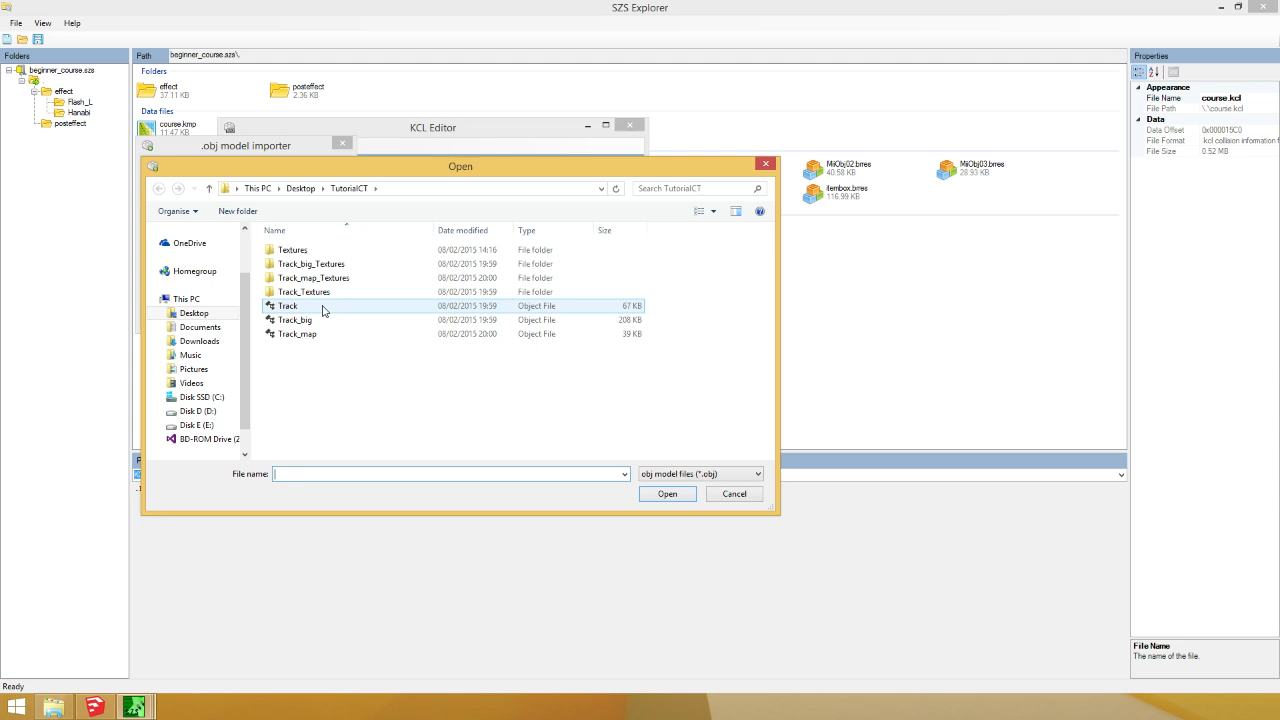 SZS Explorer
File View Help
Folders
beginner_course.szs
effect
Flash_L
Hanabi
posteffect
Path beginner_course.szs\.
Folders
effect
37.11 KB
posteffect
2.36 KB
Data files
course.kmp
11.47 KB
MiiObj02.brres
40.58 KB
MiiObj03.brres
28.93 KB
itembox.brres
116.99 KB
KCL Editor
.obj model importer
Open
This PC Desktop TutorialCT
Search TutorialCT
Organise New folder
Name Date modified Type Size
Textures 08/02/2015 14:16 File folder
Track_big_Textures 08/02/2015 19:59 File folder
Track_map_Textures 08/02/2015 20:00 File folder
Track_Textures 08/02/2015 19:59 File folder
Track 08/02/2015 19:59 Object File 67 KB
Track_big 08/02/2015 19:59 Object File 208 KB
Track_map 08/02/2015 20:00 Object File 39 KB
OneDrive
Homegroup
This PC
Desktop
Documents
Downloads
Music
Pictures
Videos
Disk SSD (C:)
Disk D (D:)
Disk E (E:)
BD-ROM Drive (2
File name: obj model files (*.obj)
Open Cancel
Properties
Appearance
File Name course.kcl
File Path .\course.kcl
Data
Data Offset 0x000015C0
File Format .kcl collision information f
File Size 0.52 MB
File Name
The name of the file.
Ready